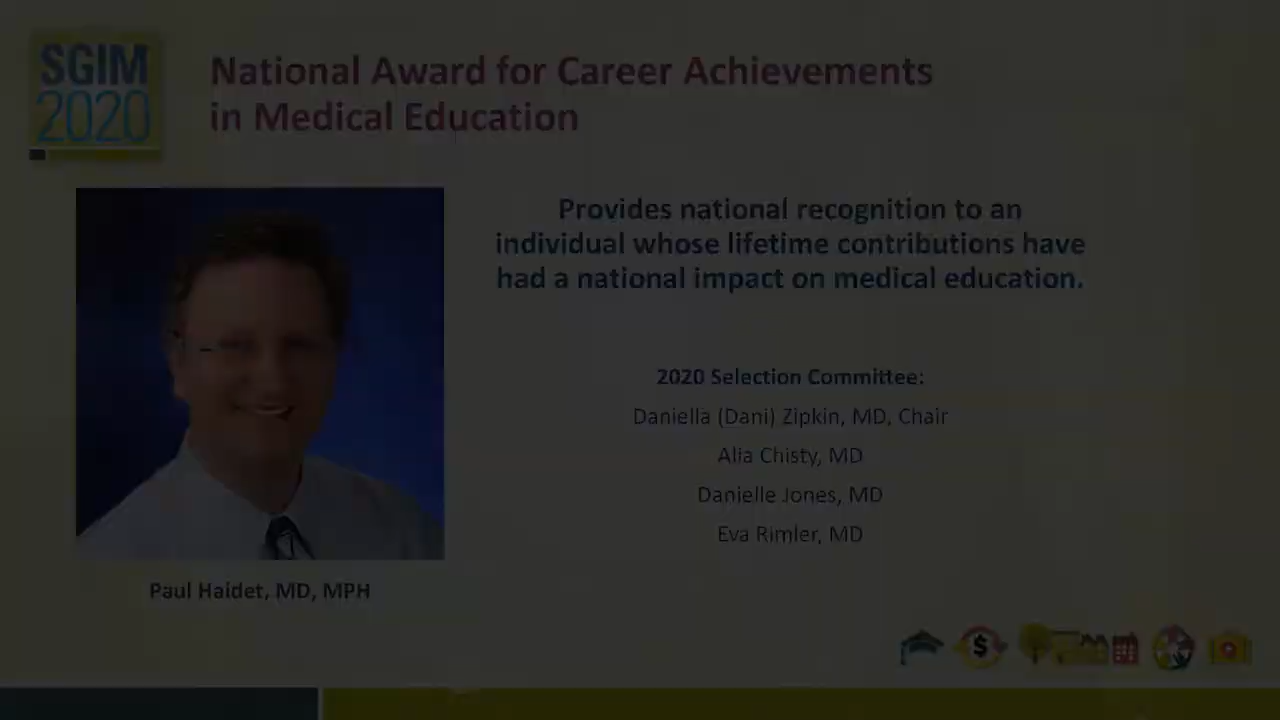 SGIM
2020
National Award for Career Achievements
in Medical Education
Provides national recognition to an
individual whose lifetime contributions have
had a national impact on medical education.
2020 Selection Committee:
Daniella (Dani) Zipkin, MD, Chair
Alia Chisty, MD
Danielle Jones, MD
Eva Rimler, MD
Paul Haidet, MD, MPH
$